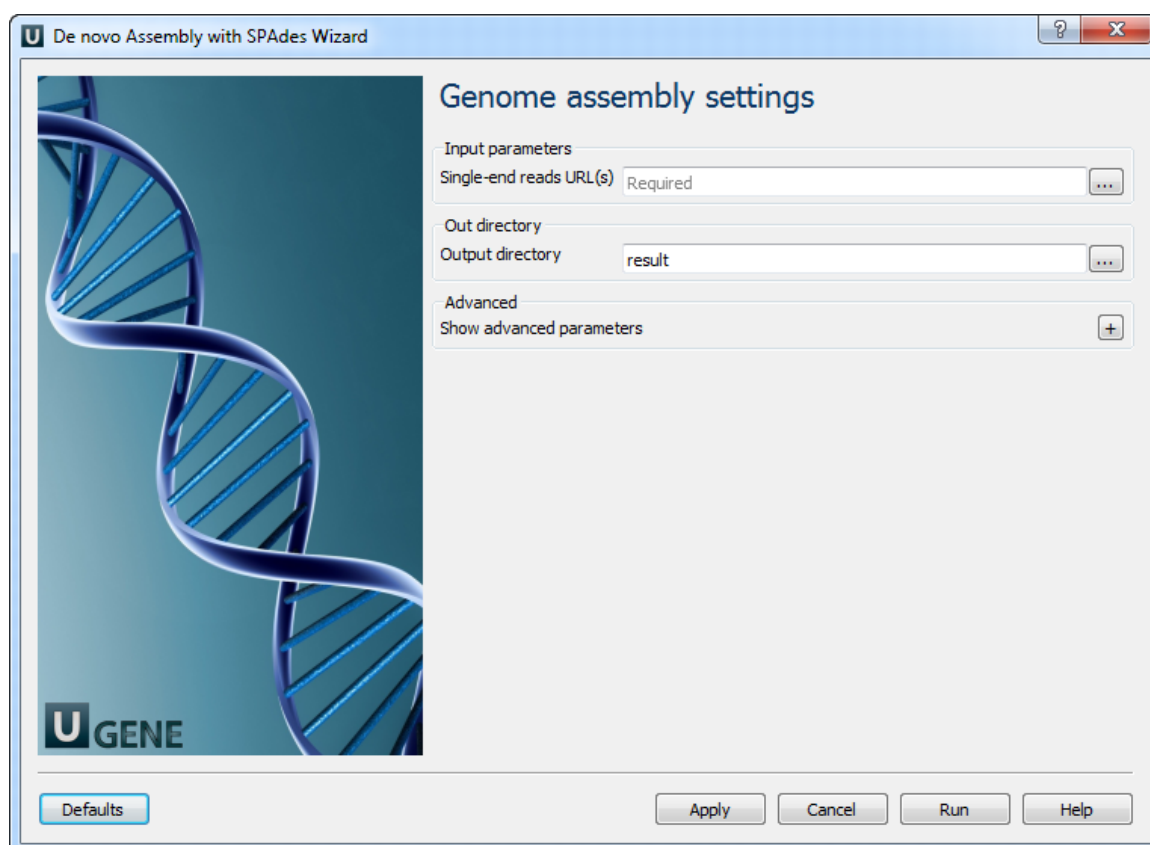 U De novo Assembly with SPAdes Wizard
? X
Genome assembly settings
Input parameters
Single-end reads URL(s) Required ...
Out directory
Output directory result ...
Advanced
Show advanced parameters +
U GENE
Defaults Apply Cancel Run Help